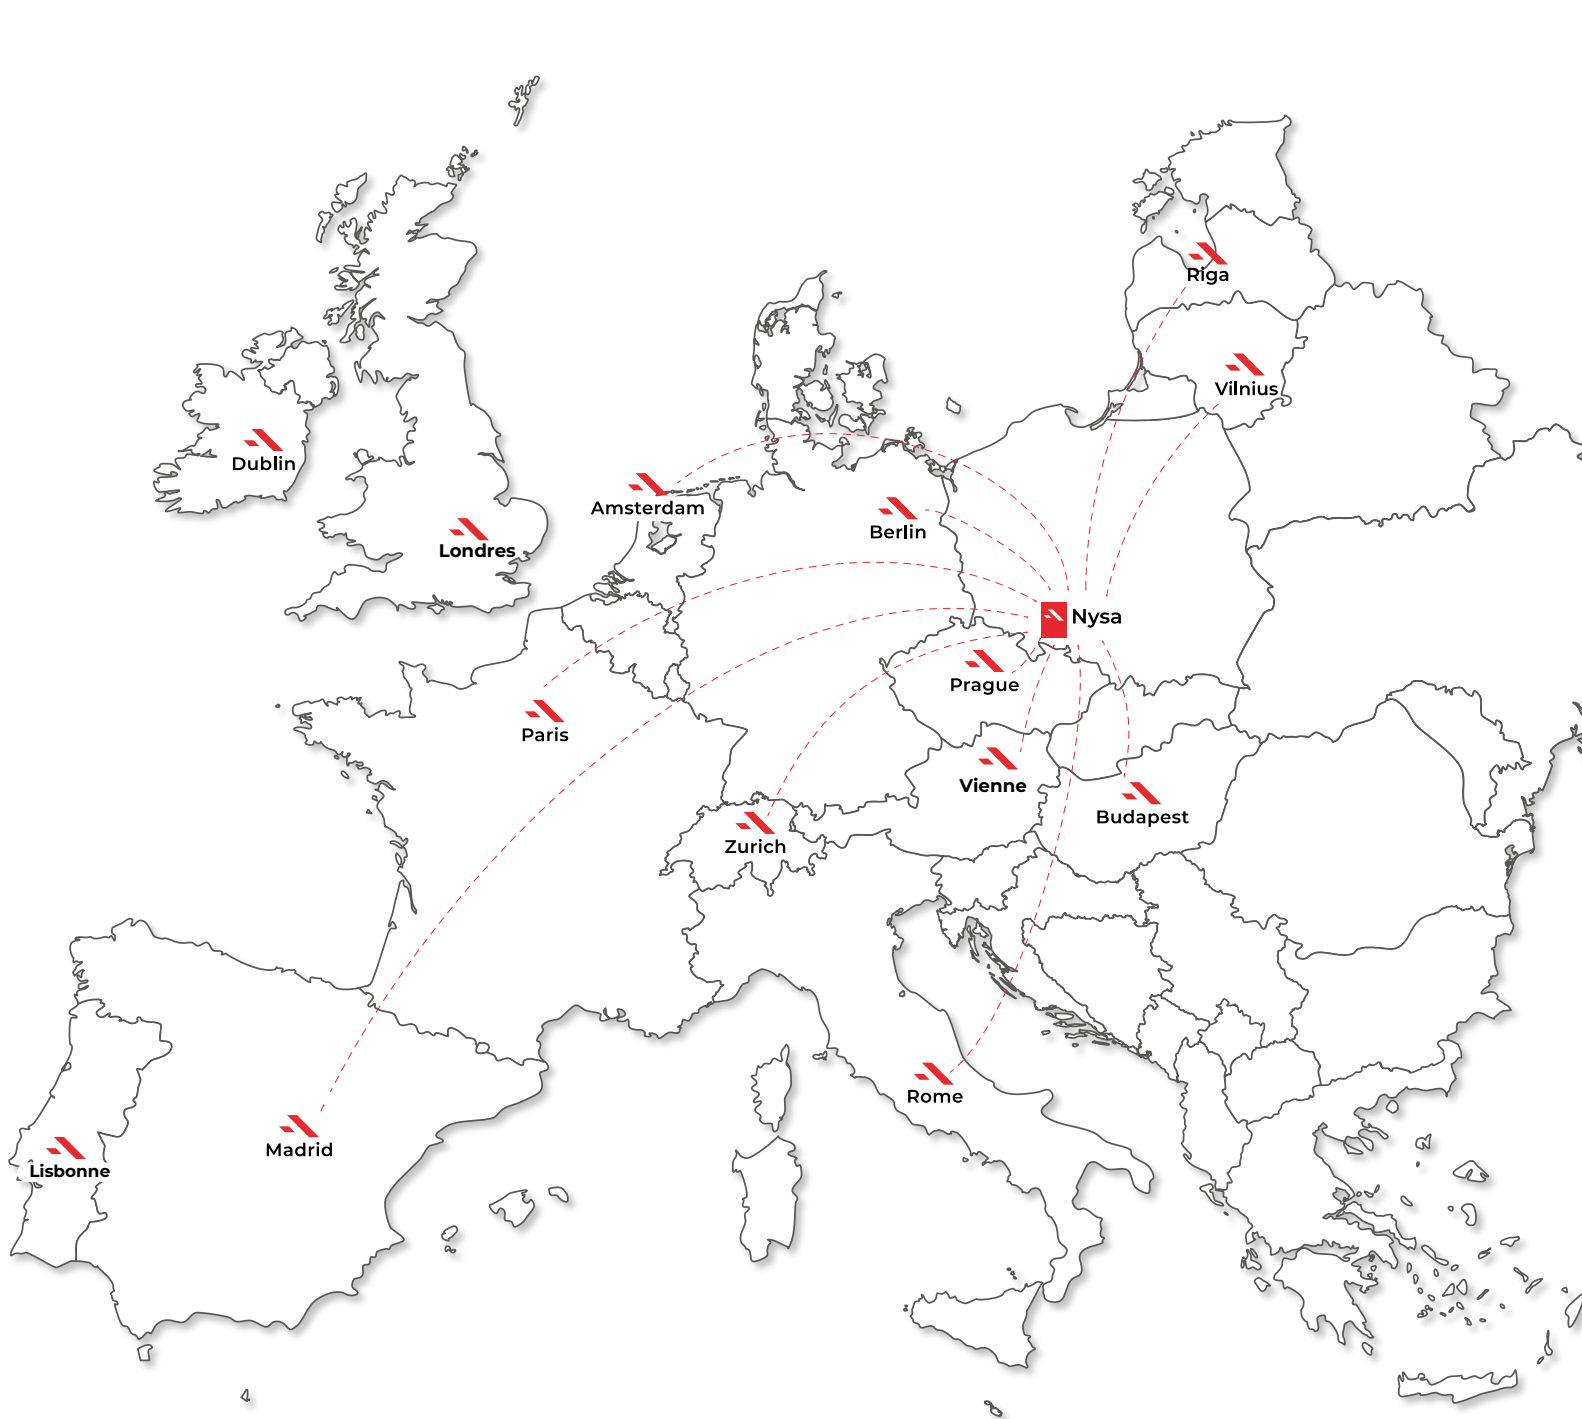 Riga
Vilnius
Dublin
Amsterdam
Berlin
Londres
Nysa
Prague
Paris
Vienne
Budapest
Zurich
Rome
Madrid
Lisbonne